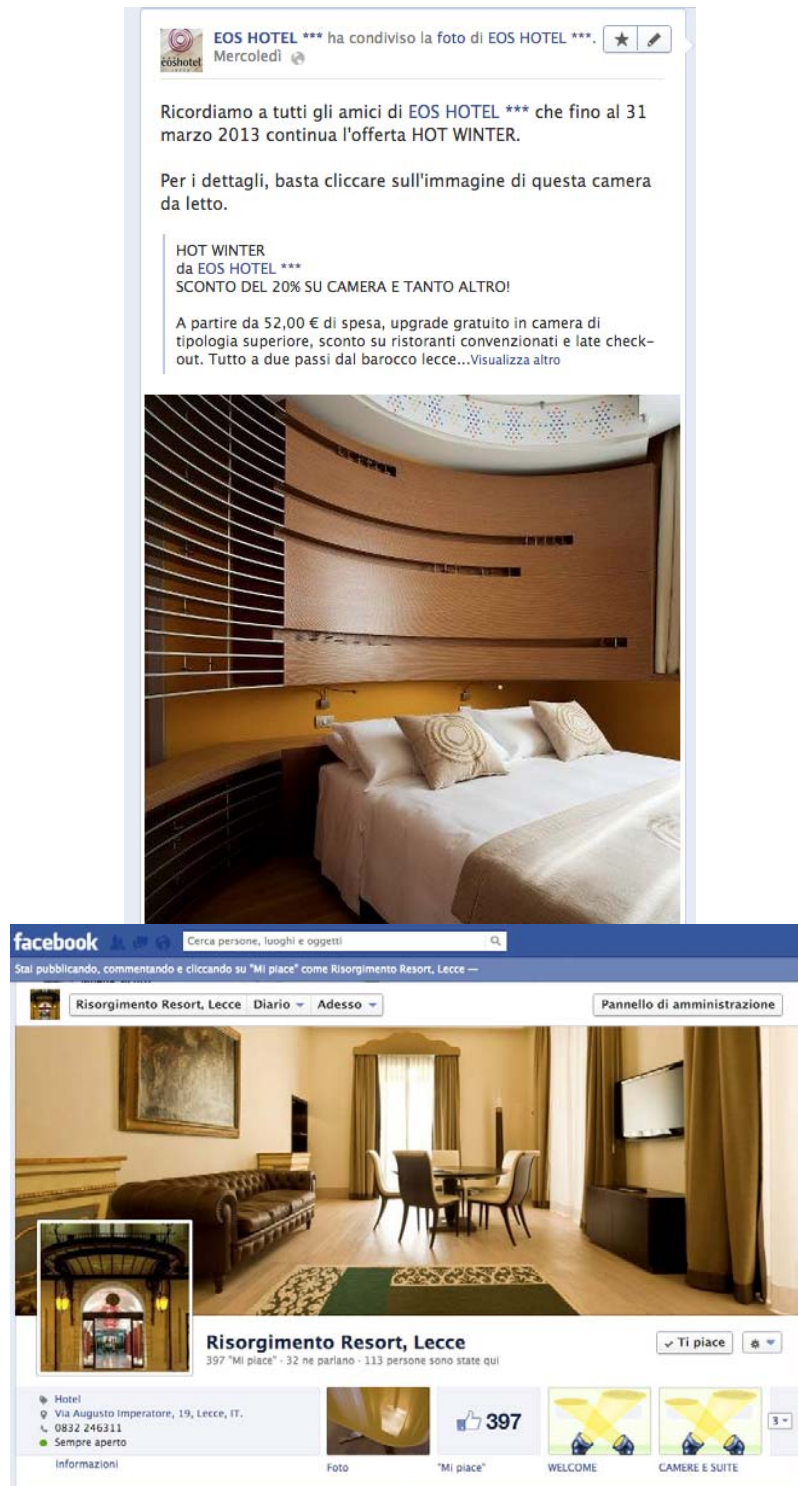 EOS HOTEL *** ha condiviso la foto di EOS HOTEL ***.
Mercoledì
eoshotel
Ricordiamo a tutti gli amici di EOS HOTEL *** che fino al 31
marzo 2013 continua l'offerta HOT WINTER.
Per i dettagli, basta cliccare sull'immagine di questa camera
da letto.
HOT WINTER
da EOS HOTEL ***
SCONTO DEL 20% SU CAMERA E TANTO ALTRO!
A partire da 52,00 € di spesa, upgrade gratuito in camera di
tipologia superiore, sconto su ristoranti convenzionati e late check-
out. Tutto a due passi dal barocco lecce...Visualizza altro
facebook
Cerca persone, luoghi e oggetti
Stai pubblicando, commentando e cliccando su "Mi piace" come Risorgimento Resort, Lecce —
Risorgimento Resort, Lecce Diario Adesso
Pannello di amministrazione
Risorgimento Resort, Lecce
397 "Mi piace" · 32 ne parlano · 113 persone sono state qui
Ti piace
Hotel
Via Augusto Imperatore, 19, Lecce, IT.
0832 246311
Sempre aperto
Informazioni
397
3
Foto
"Mi piace"
WELCOME
CAMERE E SUITE